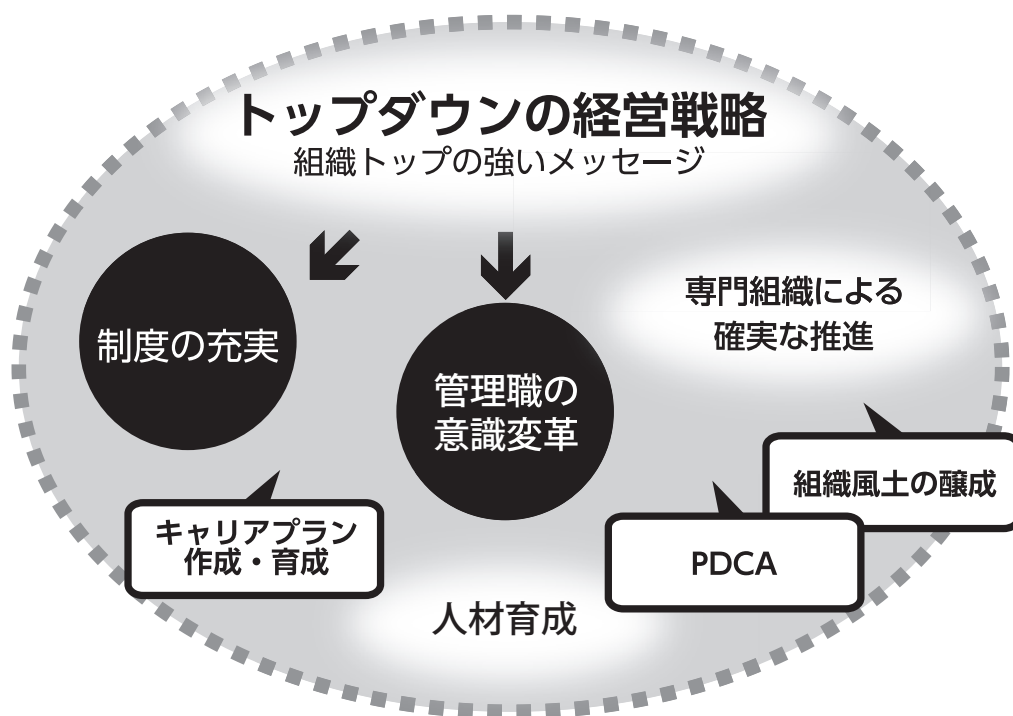 トップダウンの経営戦略
組織トップの強いメッセージ
制度の充実
管理職の
意識変革
専門組織による
確実な推進
組織風土の醸成
キャリアプラン
作成・育成
PDCA
人材育成